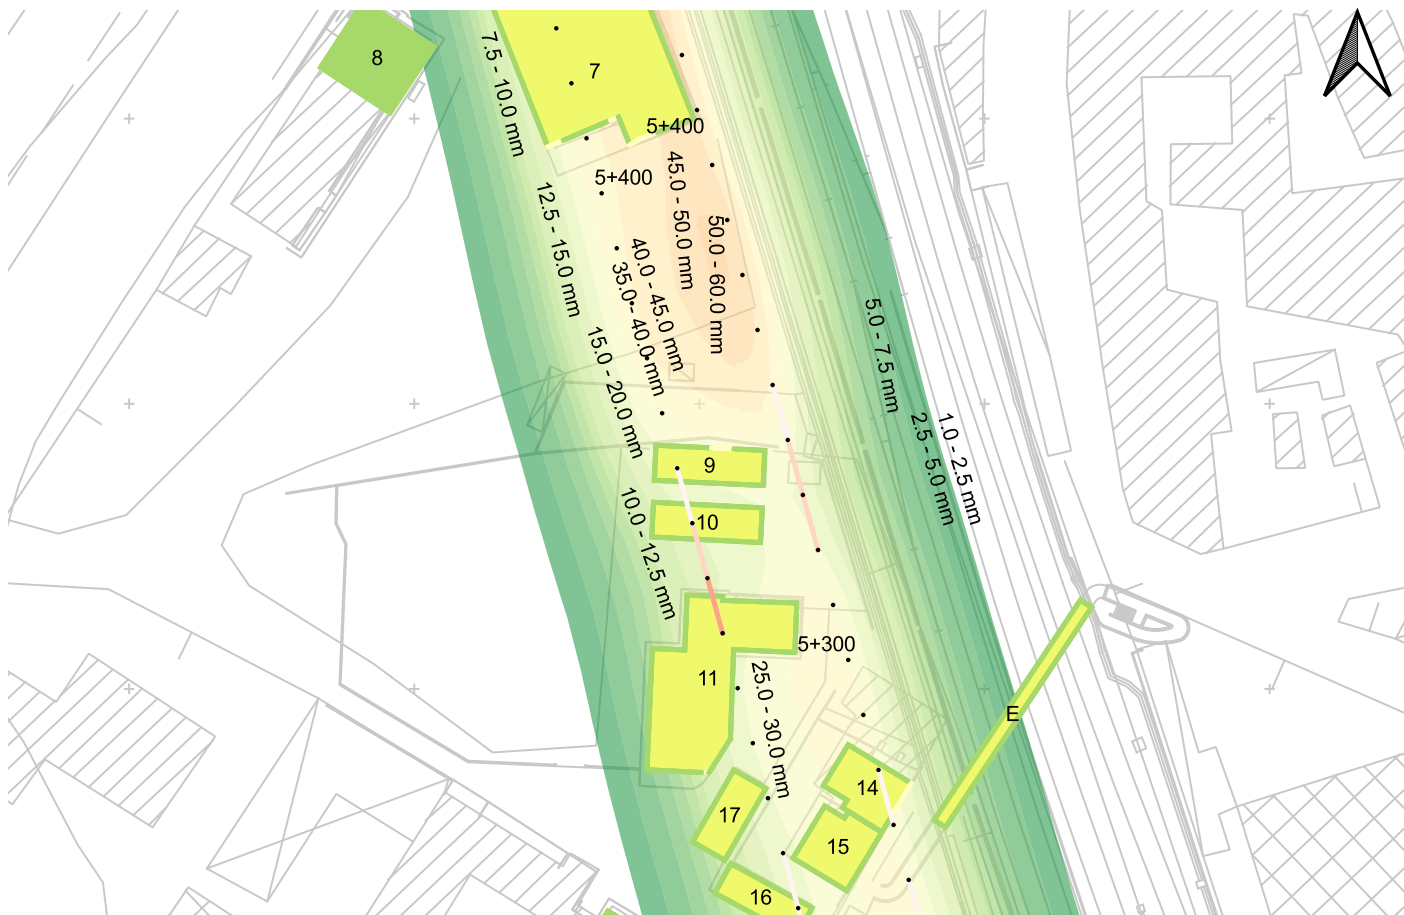 8
7
7.5 - 10.0 mm
5+400
5+400
45.0 - 50.0 mm
12.5 - 15.0 mm
50.0 - 60.0 mm
40.0 - 45.0 mm
35.0 - 40.0 mm
5.0 - 7.5 mm
15.0 - 20.0 mm
1.0 - 2.5 mm
2.5 - 5.0 mm
9
10.0 - 12.5 mm
10
5+300
11
25.0 - 30.0 mm
E
14
17
15
16